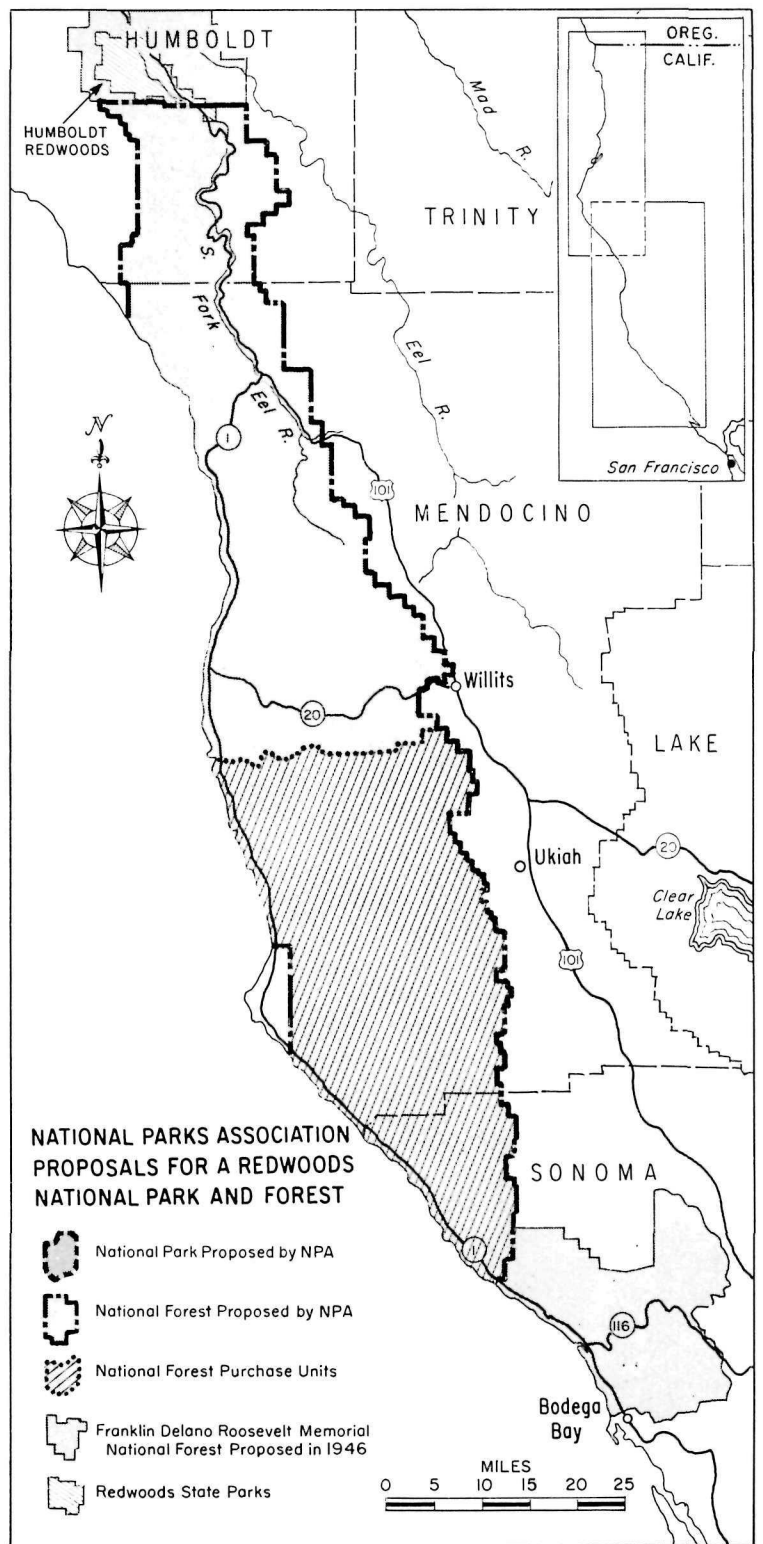 HUMBOLDT
HUMBOLDT
REDWOODS
Mad
R.
TRINITY
OREG.
CALIF.
San Francisco
S.
Fork
Eel
R.
Eel R.
1
101
MENDOCINO
N
Willits
20
LAKE
Ukiah
20
Clear
Lake
101
NATIONAL PARKS ASSOCIATION
PROPOSALS FOR A REDWOODS
NATIONAL PARK AND FOREST
National Park Proposed by NPA
National Forest Proposed by NPA
National Forest Purchase Units
Franklin Delano Roosevelt Memorial
National Forest Proposed in 1946
Redwoods State Parks
SONOMA
1
116
Bodega
Bay
MILES
0 5 10 15 20 25